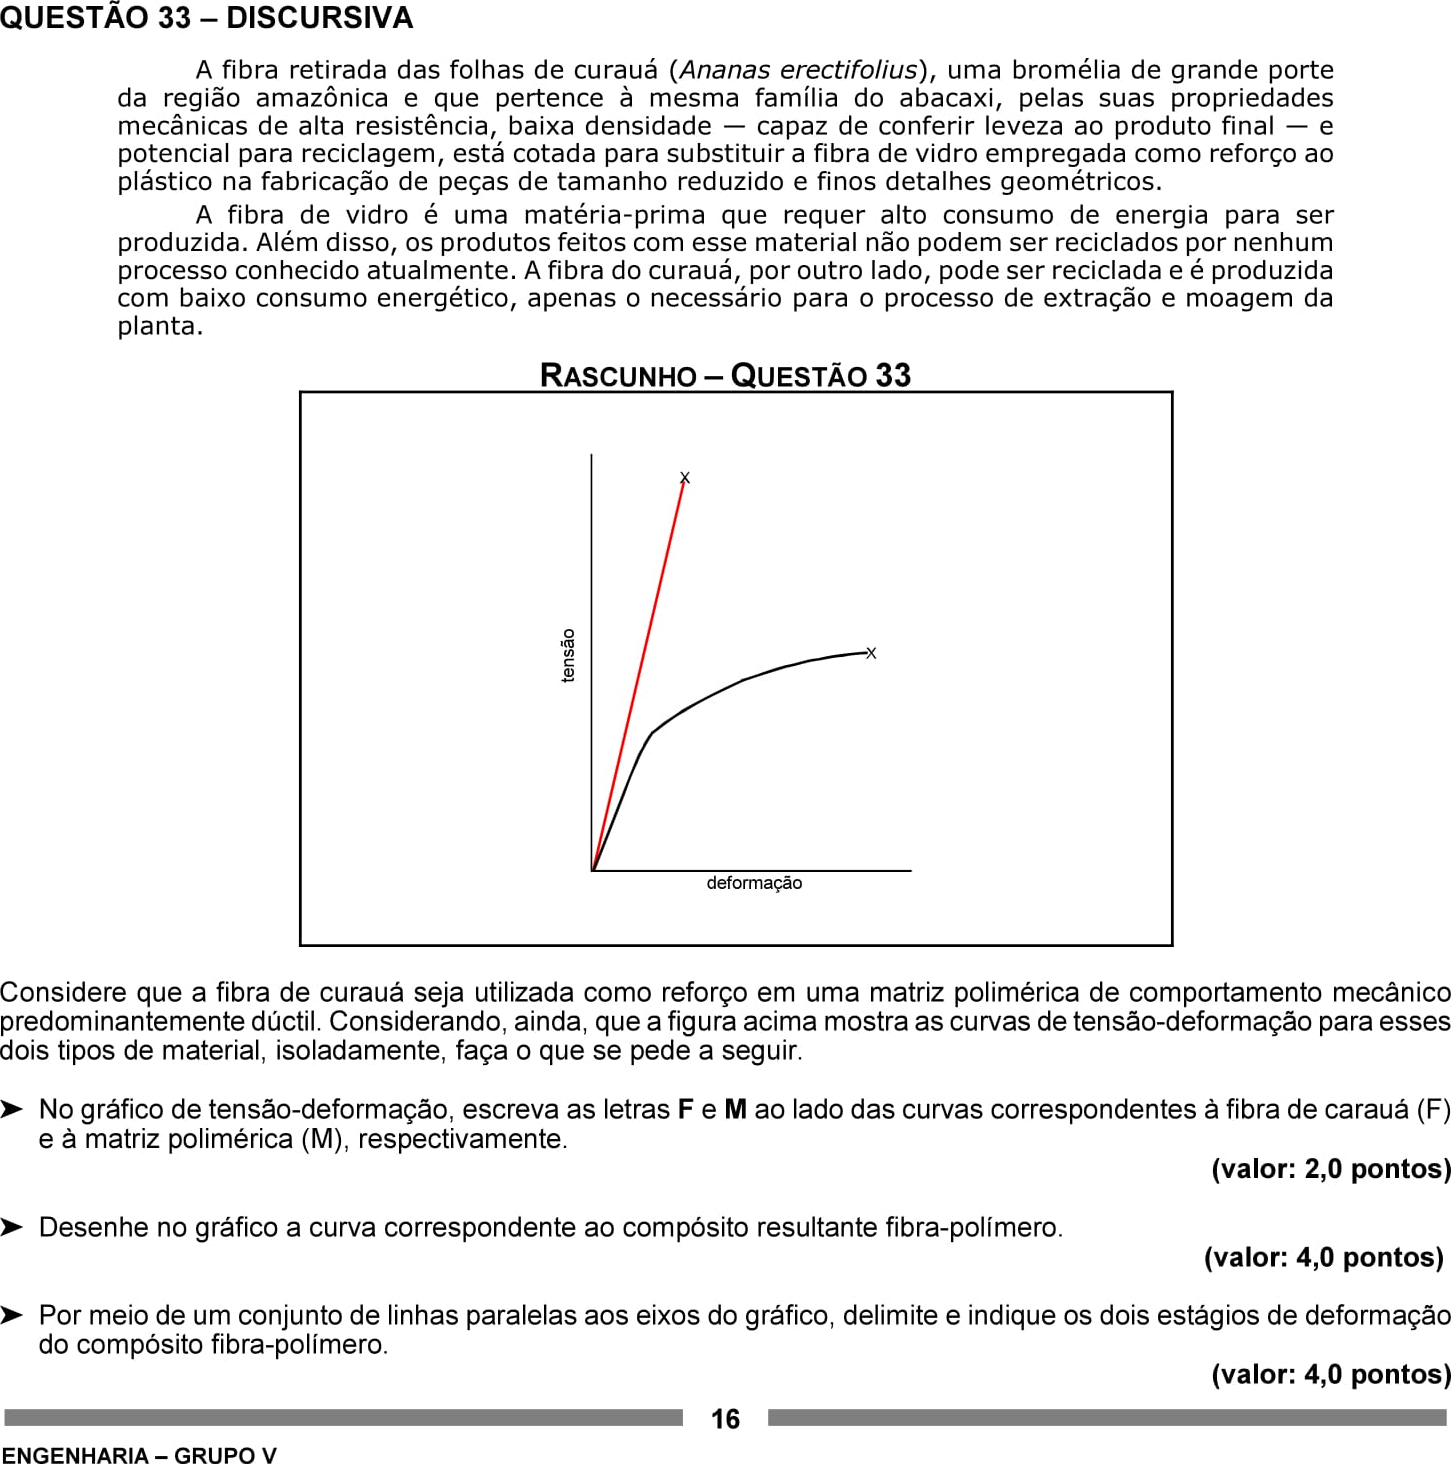 QUESTÃO 33 – DISCURSIVA
A fibra retirada das folhas de curauá (Ananas erectifolius), uma bromélia de grande porte
da região amazônica e que pertence à mesma família do abacaxi, pelas suas propriedades
mecânicas de alta resistência, baixa densidade — capaz de conferir leveza ao produto final — e
potencial para reciclagem, está cotada para substituir a fibra de vidro empregada como reforço ao
plástico na fabricação de peças de tamanho reduzido e finos detalhes geométricos.
A fibra de vidro é uma matéria-prima que requer alto consumo de energia para ser
produzida. Além disso, os produtos feitos com esse material não podem ser reciclados por nenhum
processo conhecido atualmente. A fibra do curauá, por outro lado, pode ser reciclada e é produzida
com baixo consumo energético, apenas o necessário para o processo de extração e moagem da
planta.
RASCUNHO – QUESTÃO 33
X
tensão
X
deformação
Considere que a fibra de curauá seja utilizada como reforço em uma matriz polimérica de comportamento mecânico
predominantemente dúctil. Considerando, ainda, que a figura acima mostra as curvas de tensão-deformação para esses
dois tipos de material, isoladamente, faça o que se pede a seguir.
➤ No gráfico de tensão-deformação, escreva as letras F e M ao lado das curvas correspondentes à fibra de carauá (F)
e à matriz polimérica (M), respectivamente.
(valor: 2,0 pontos)
➤ Desenhe no gráfico a curva correspondente ao compósito resultante fibra-polímero.
(valor: 4,0 pontos)
➤ Por meio de um conjunto de linhas paralelas aos eixos do gráfico, delimite e indique os dois estágios de deformação
do compósito fibra-polímero.
(valor: 4,0 pontos)
16
ENGENHARIA – GRUPO V